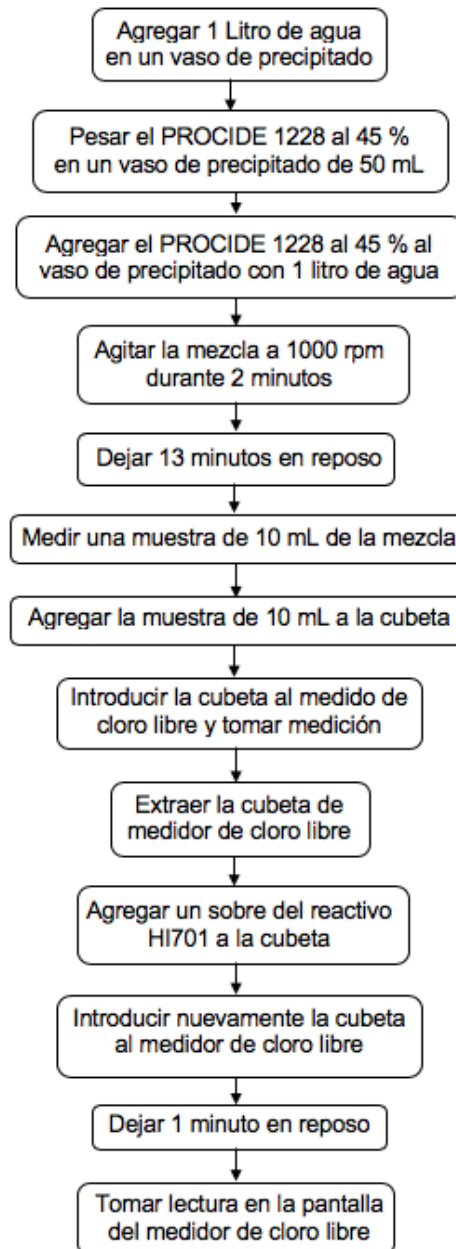 Agregar 1 Litro de agua
en un vaso de precipitado
Pesar el PROCIDE 1228 al 45 %
en un vaso de precipitado de 50 mL
Agregar el PROCIDE 1228 al 45 % al
vaso de precipitado con 1 litro de agua
Agitar la mezcla a 1000 rpm
durante 2 minutos
Dejar 13 minutos en reposo
Medir una muestra de 10 mL de la mezcla
Agregar la muestra de 10 mL a la cubeta
Introducir la cubeta al medido de
cloro libre y tomar medición
Extraer la cubeta de
medidor de cloro libre
Agregar un sobre del reactivo
HI701 a la cubeta
Introducir nuevamente la cubeta
al medidor de cloro libre
Dejar 1 minuto en reposo
Tomar lectura en la pantalla
del medidor de cloro libre